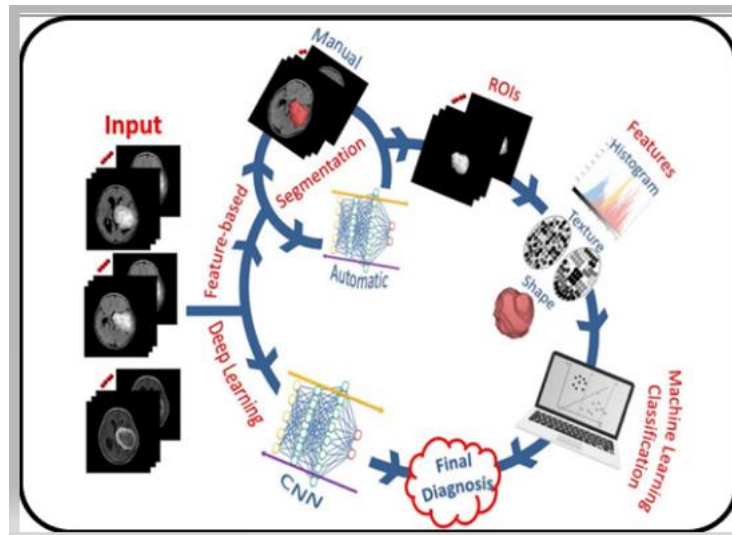 Input
Feature-based
Deep Learning
Manual
Segmentation
Automatic
ROIs
Features
Histogram
Texture
Shape
Machine Learning
Classification
CNN
Final
Diagnosis